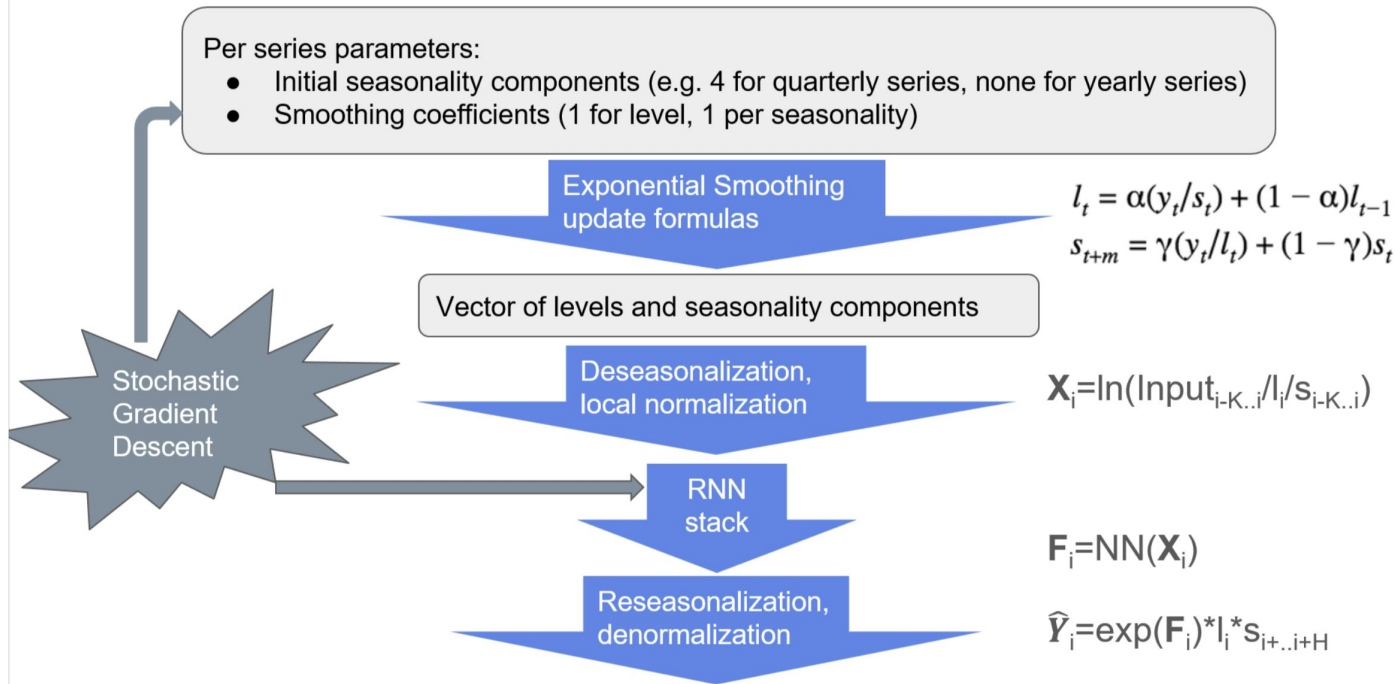 Per series parameters:
● Initial seasonality components (e.g. 4 for quarterly series, none for yearly series)
● Smoothing coefficients (1 for level, 1 per seasonality)
Exponential Smoothing
update formulas
l_t = α(y_t/s_t) + (1 − α)l_{t−1}
s_{t+m} = γ(y_t/l_t) + (1 − γ)s_t
Vector of levels and seasonality components
Stochastic
Gradient
Descent
Deseasonalization,
local normalization
X_i=ln(Input_{i-K..i}/l_i/s_{i-K..i})
RNN
stack
F_i=NN(X_i)
Reseasonalization,
denormalization
Ŷ_i=exp(F_i)*l_i*s_{i+..i+H}